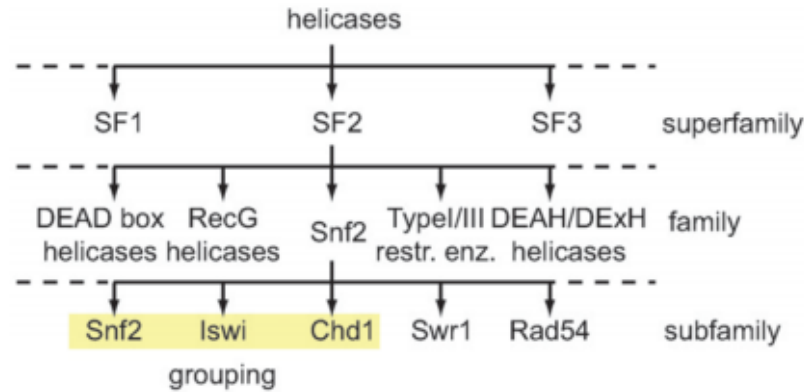 helicases
SF1 SF2 SF3 superfamily
DEAD box RecG Snf2 TypeI/III DEAH/DExH family
helicases helicases restr. enz. helicases
Snf2 Iswi Chd1 Swr1 Rad54 subfamily
grouping